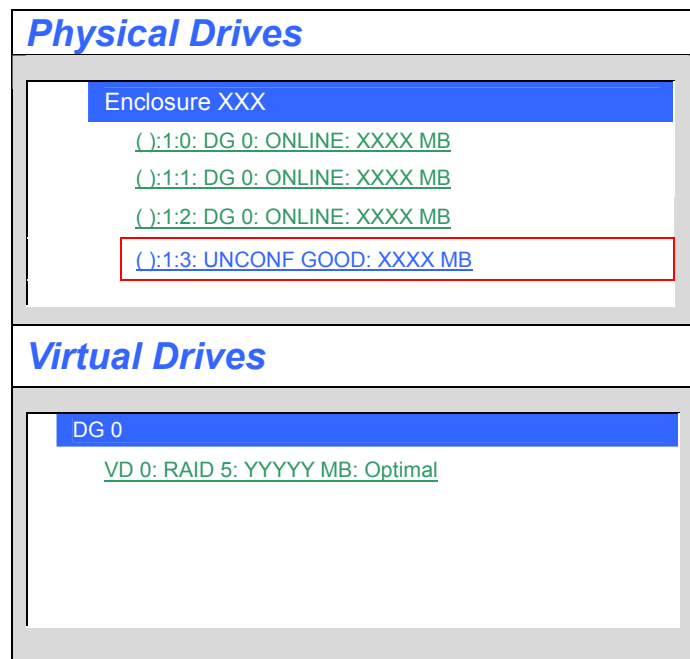 Physical Drives
Enclosure XXX
( ):1:0: DG 0: ONLINE: XXXX MB
( ):1:1: DG 0: ONLINE: XXXX MB
( ):1:2: DG 0: ONLINE: XXXX MB
( ):1:3: UNCONF GOOD: XXXX MB
Virtual Drives
DG 0
VD 0: RAID 5: YYYYY MB: Optimal